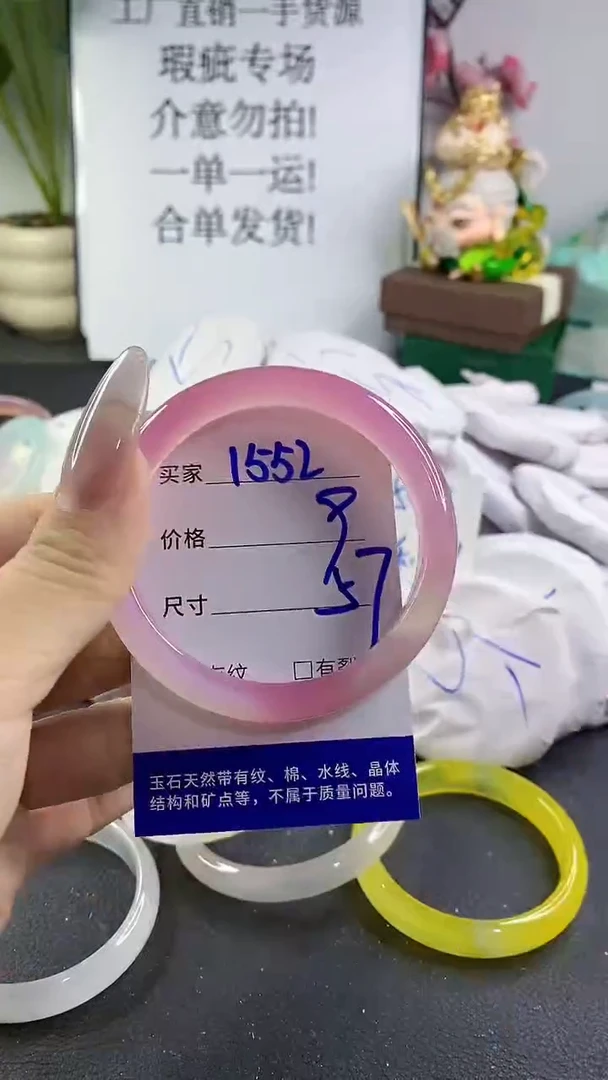 工厂直销一手货源
瑕疵专场
介意勿拍!
一单一运!
合单发货!
买家 1552
价格 9
尺寸 57
有纹 □有裂
玉石天然带有纹、棉、水线、晶体
结构和矿点等，不属于质量问题。